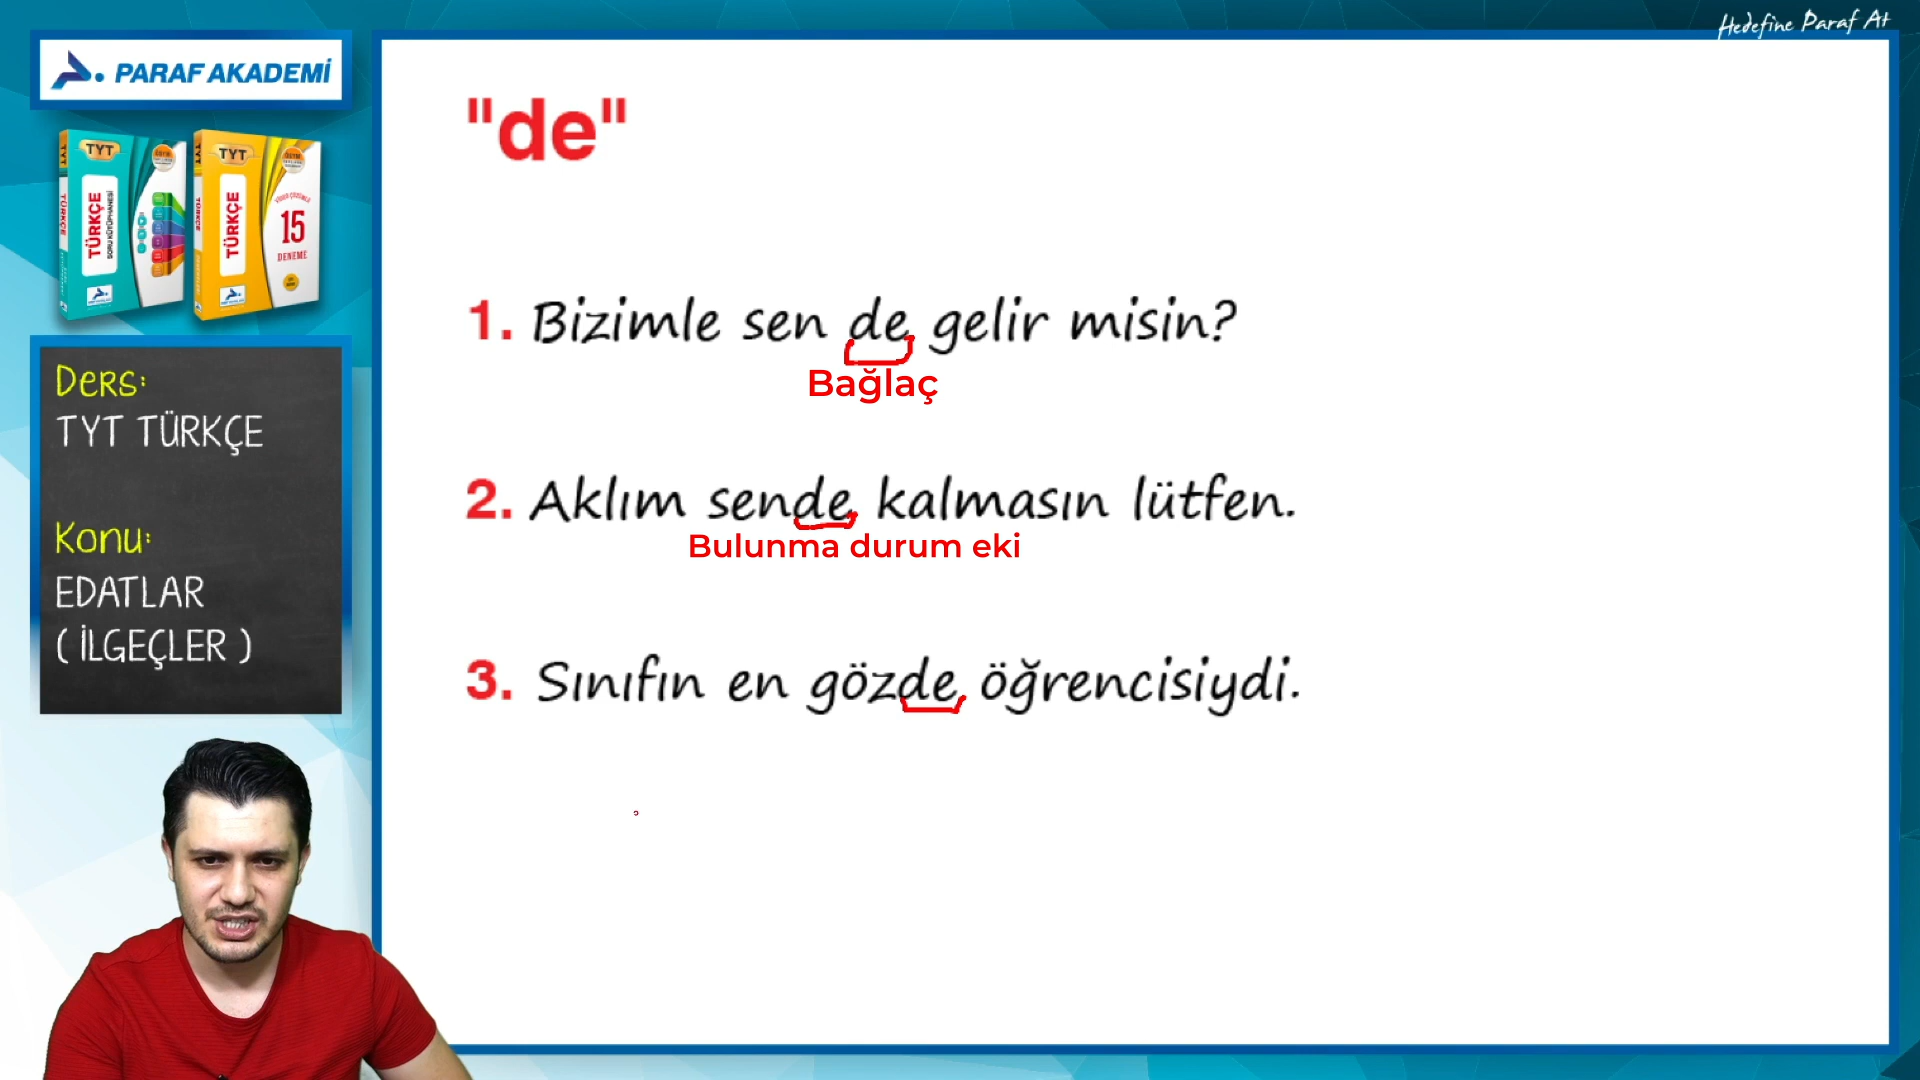 Hedefine Paraf At
PARAF AKADEMİ
"de"
TYT
TÜRKÇE
SORU KÜTÜPHANESİ
TYT
TÜRKÇE
15
DENEME
1. Bizimle sen de gelir misin?
Bağlaç
Ders:
TYT TÜRKÇE
2. Aklım sende kalmasın lütfen.
Bulunma durum eki
Konu:
EDATLAR
( İLGEÇLER )
3. Sınıfın en gözde öğrencisiydi.